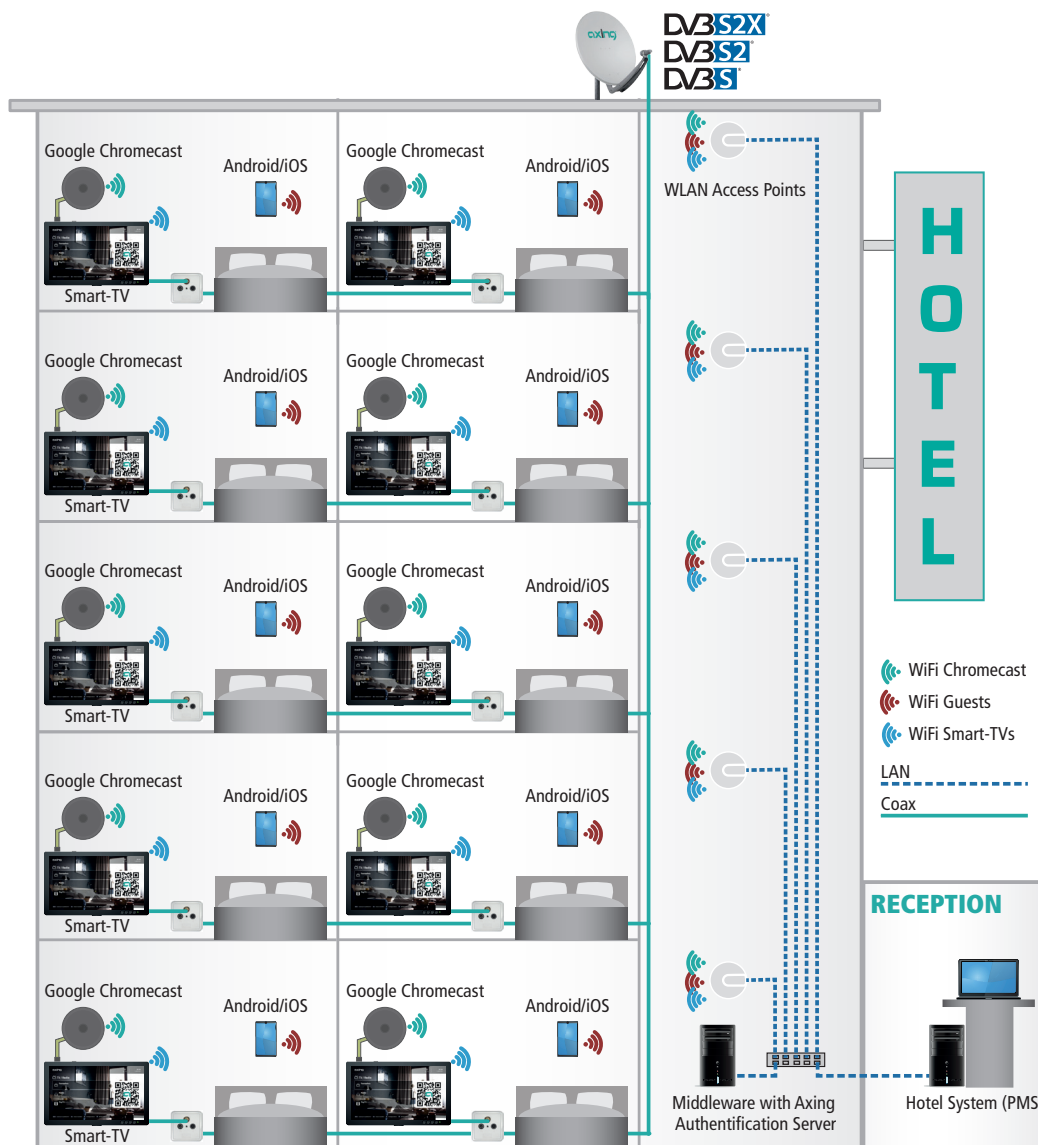 axing
DVB S2X
DVB S2
DVB S
Google Chromecast
Android/iOS
Smart-TV
Google Chromecast
Android/iOS
WLAN Access Points
HOTEL
Google Chromecast
Android/iOS
Smart-TV
Google Chromecast
Android/iOS
Google Chromecast
Android/iOS
Smart-TV
Google Chromecast
Android/iOS
WiFi Chromecast
WiFi Guests
WiFi Smart-TVs
LAN
Coax
Google Chromecast
Android/iOS
Smart-TV
Google Chromecast
Android/iOS
RECEPTION
Google Chromecast
Android/iOS
Smart-TV
Google Chromecast
Android/iOS
Middleware with Axing
Authentification Server
Hotel System (PMS